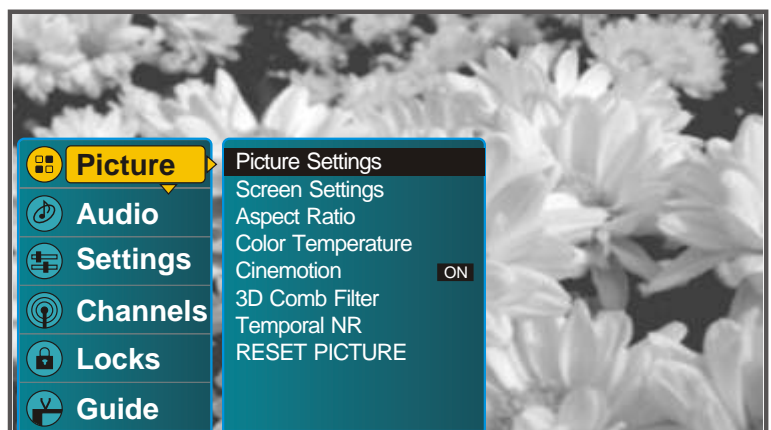 Picture
Audio
Settings
Channels
Locks
Guide
Picture Settings
Screen Settings
Aspect Ratio
Color Temperature
Cinemotion ON
3D Comb Filter
Temporal NR
RESET PICTURE